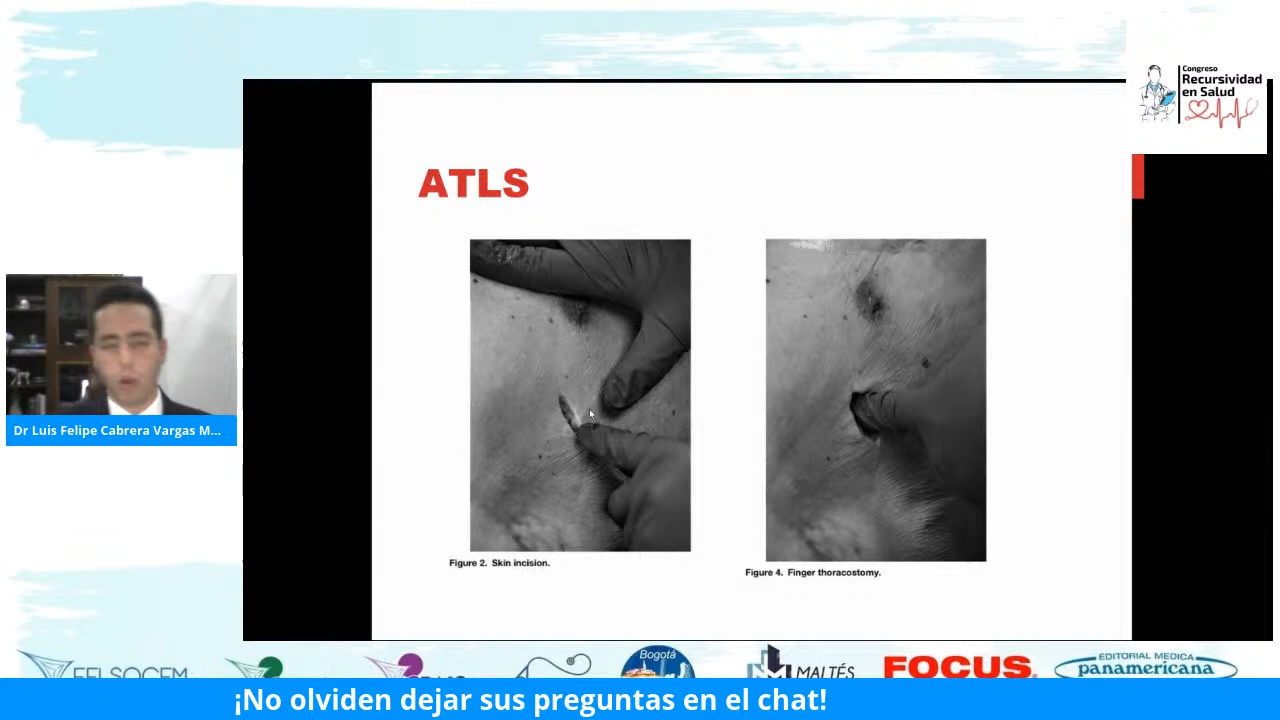 Congreso
Recursividad
en Salud
ATLS
Figure 2. Skin incision.
Figure 4. Finger thoracostomy.
Dr Luis Felipe Cabrera Vargas M...
Bogotá
MALTÉS
FOCUS
EDITORIAL MEDICA
panamericana
¡No olviden dejar sus preguntas en el chat!